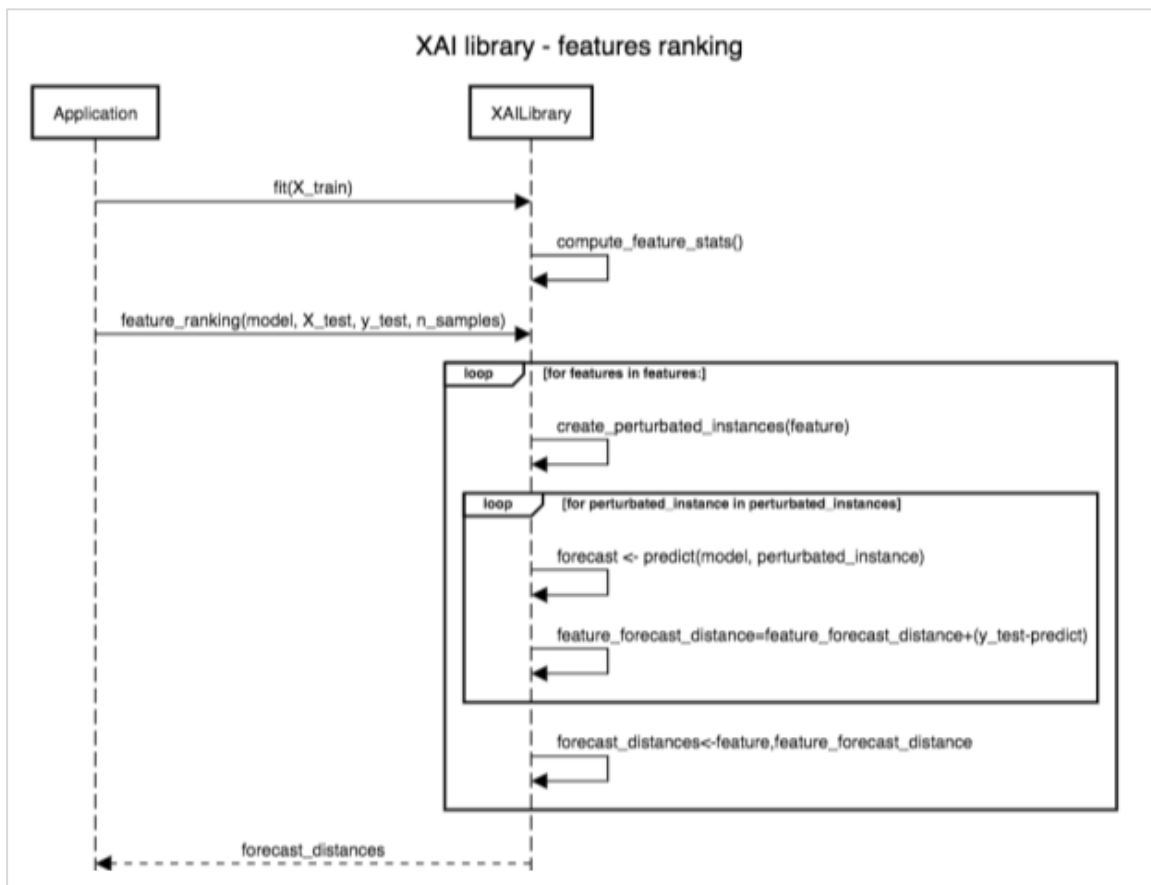 XAI library - features ranking
Application
XAILibrary
fit(X_train)
compute_feature_stats()
feature_ranking(model, X_test, y_test, n_samples)
loop
[for features in features:]
create_perturbated_instances(feature)
loop
[for perturbated_instance in perturbated_instances]
forecast <- predict(model, perturbated_instance)
feature_forecast_distance=feature_forecast_distance+(y_test-predict)
forecast_distances<-feature,feature_forecast_distance
forecast_distances